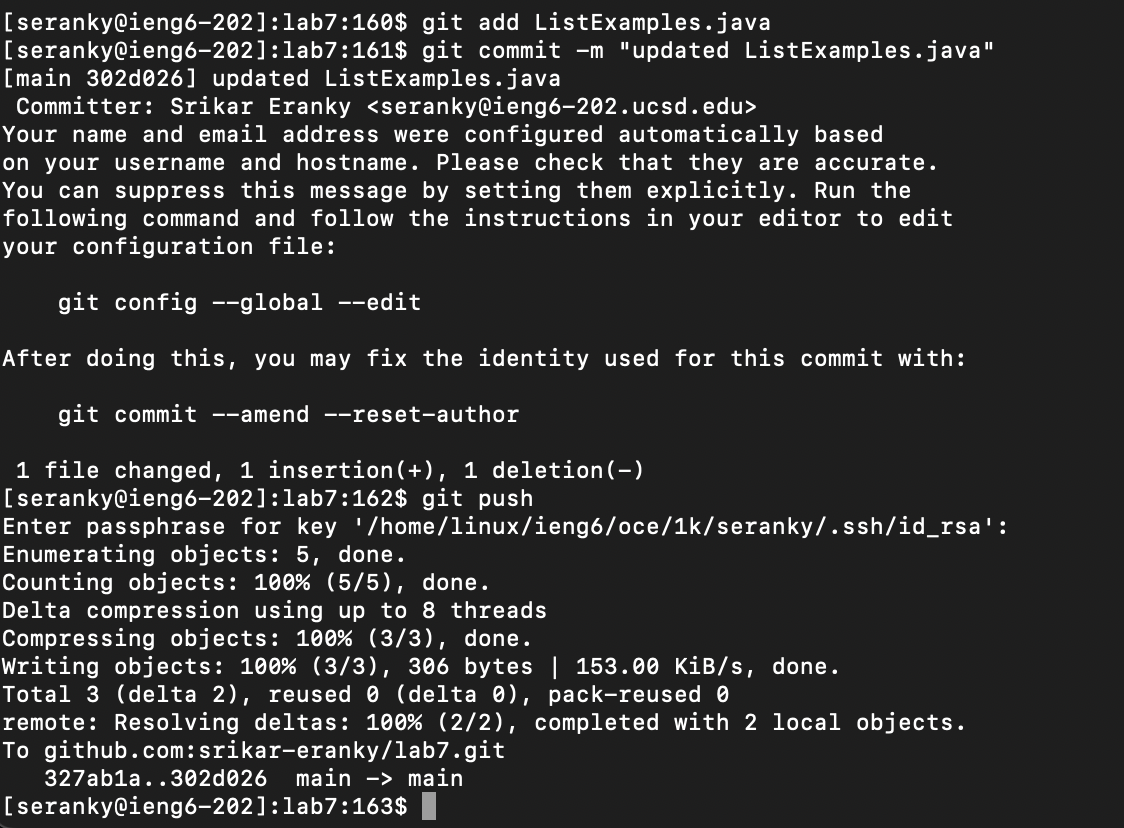 [seranky@ieng6-202]:lab7:160$ git add ListExamples.java
[seranky@ieng6-202]:lab7:161$ git commit -m "updated ListExamples.java"
[main 302d026] updated ListExamples.java
 Committer: Srikar Eranky <seranky@ieng6-202.ucsd.edu>
Your name and email address were configured automatically based
on your username and hostname. Please check that they are accurate.
You can suppress this message by setting them explicitly. Run the
following command and follow the instructions in your editor to edit
your configuration file:

    git config --global --edit

After doing this, you may fix the identity used for this commit with:

    git commit --amend --reset-author

 1 file changed, 1 insertion(+), 1 deletion(-)
[seranky@ieng6-202]:lab7:162$ git push
Enter passphrase for key '/home/linux/ieng6/oce/1k/seranky/.ssh/id_rsa':
Enumerating objects: 5, done.
Counting objects: 100% (5/5), done.
Delta compression using up to 8 threads
Compressing objects: 100% (3/3), done.
Writing objects: 100% (3/3), 306 bytes | 153.00 KiB/s, done.
Total 3 (delta 2), reused 0 (delta 0), pack-reused 0
remote: Resolving deltas: 100% (2/2), completed with 2 local objects.
To github.com:srikar-eranky/lab7.git
   327ab1a..302d026  main -> main
[seranky@ieng6-202]:lab7:163$